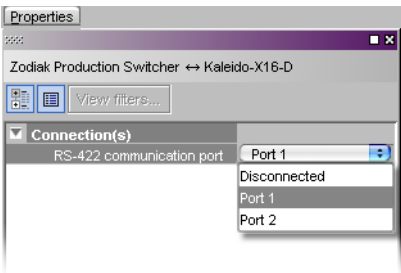 Properties
Zodiak Production Switcher ↔ Kaleido-X16-D
View filters...
Connection(s)
RS-422 communication port Port 1
Disconnected
Port 1
Port 2